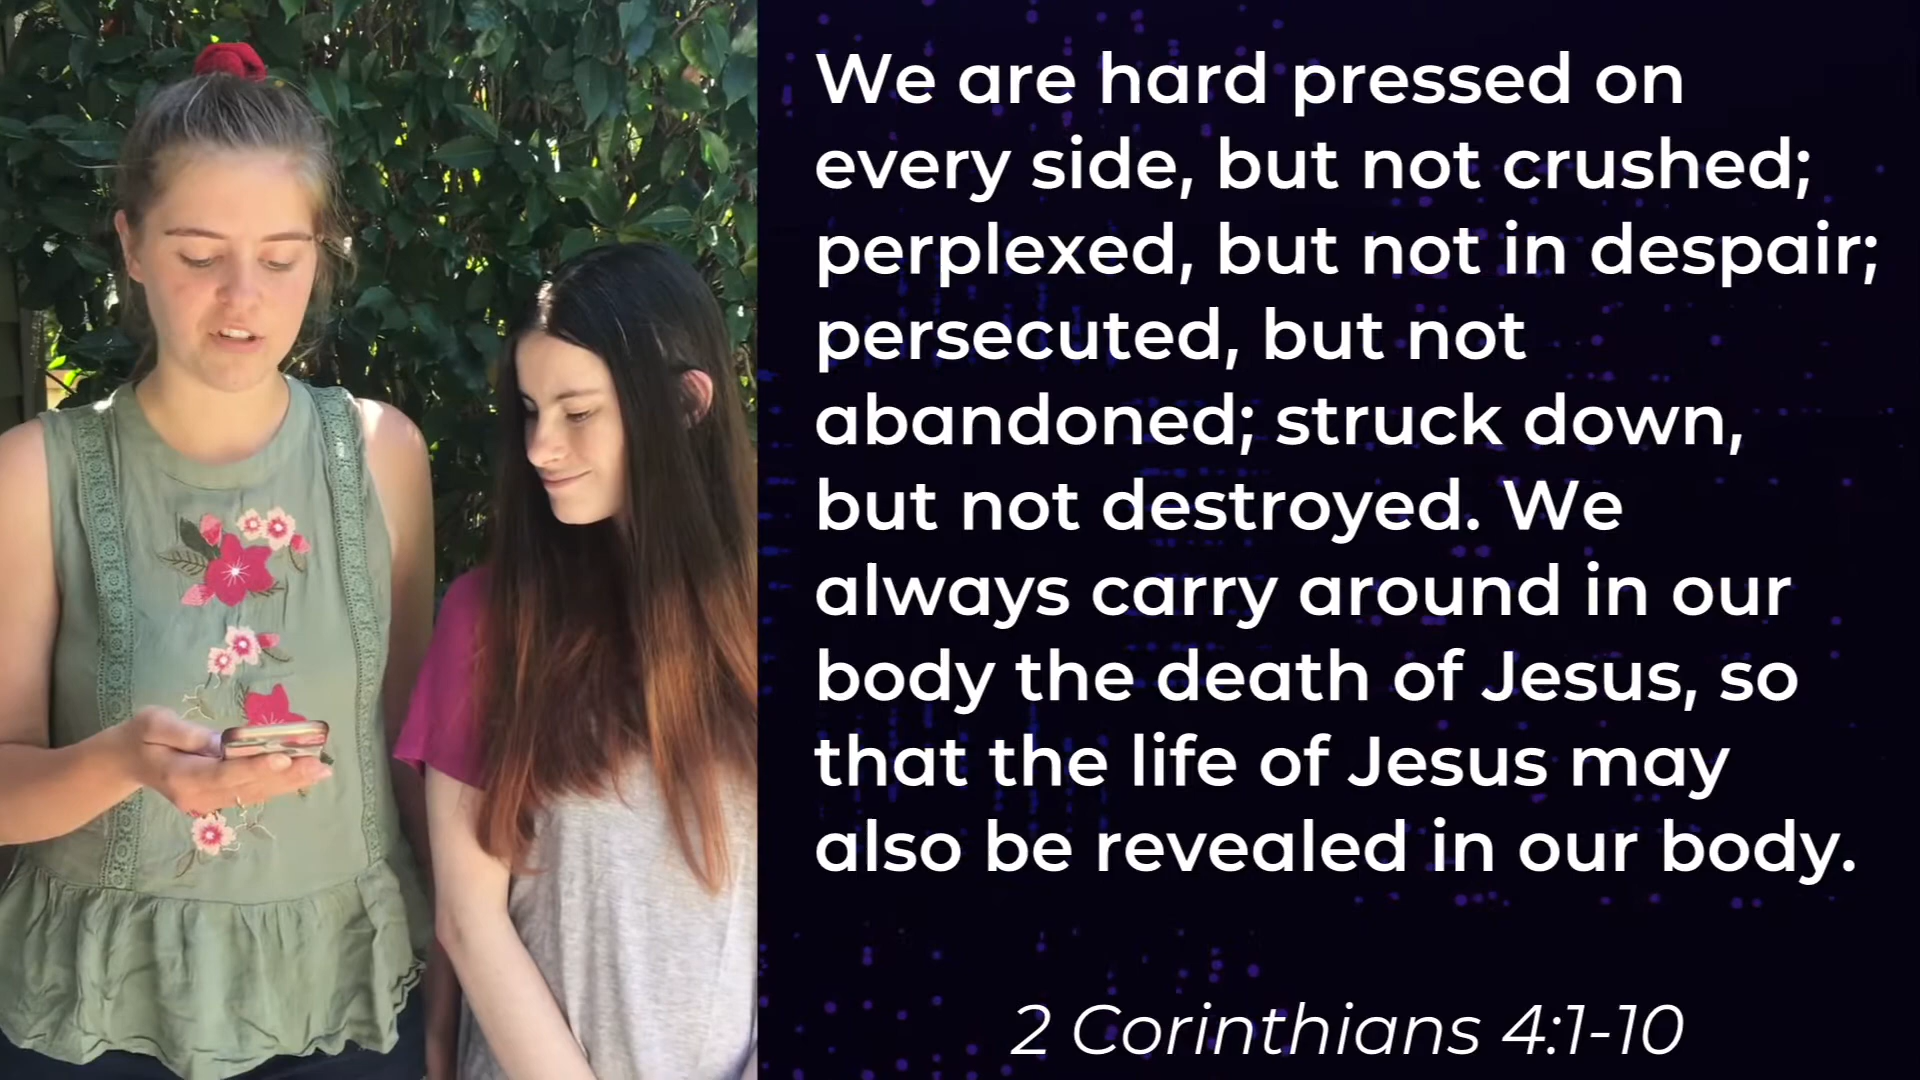 We are hard pressed on
every side, but not crushed;
perplexed, but not in despair;
persecuted, but not
abandoned; struck down,
but not destroyed. We
always carry around in our
body the death of Jesus, so
that the life of Jesus may
also be revealed in our body.
2 Corinthians 4:1-10